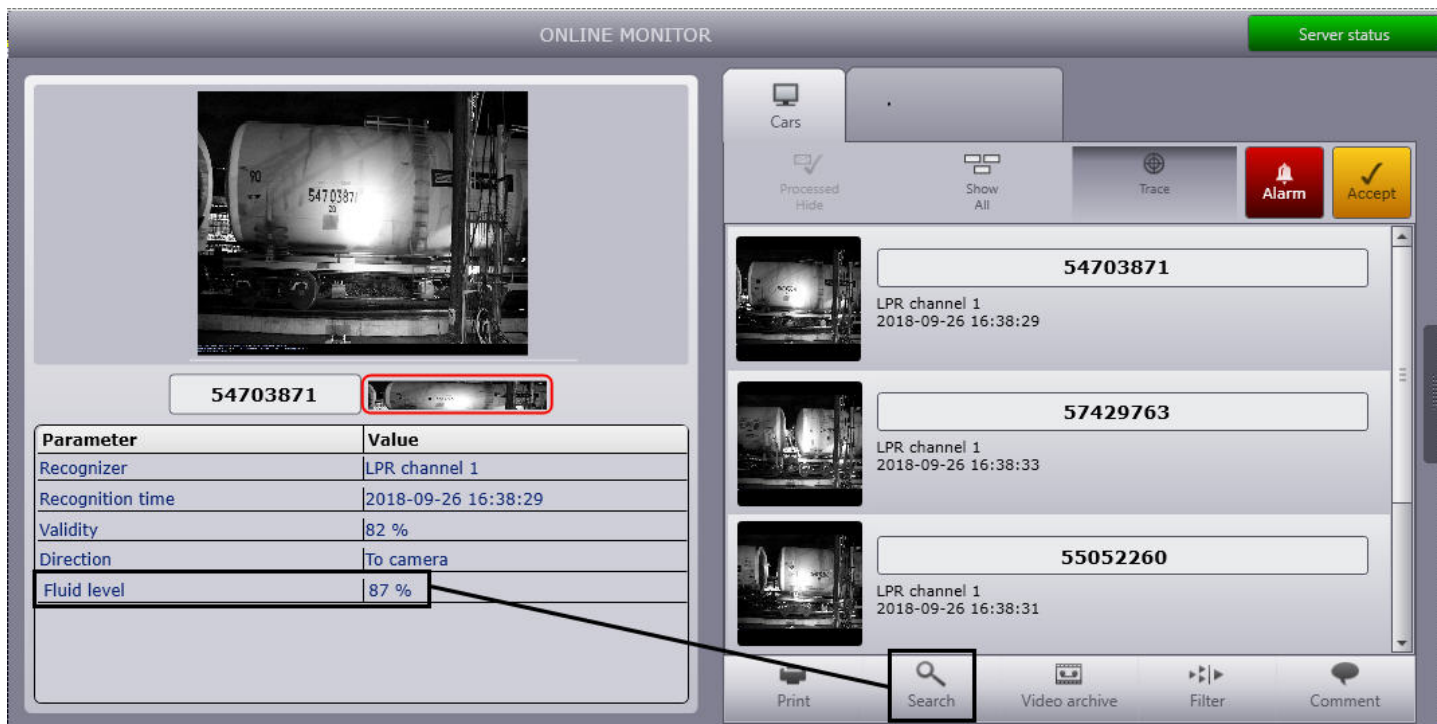 ONLINE MONITOR
Server status
90
5470387
20
54703871
Parameter Value
Recognizer LPR channel 1
Recognition time 2018-09-26 16:38:29
Validity 82 %
Direction To camera
Fluid level 87 %
Cars
.
Processed
Hide
Show
All
Trace
Alarm
Accept
54703871
LPR channel 1
2018-09-26 16:38:29
57429763
LPR channel 1
2018-09-26 16:38:33
55052260
LPR channel 1
2018-09-26 16:38:31
Print
Search
Video archive
Filter
Comment